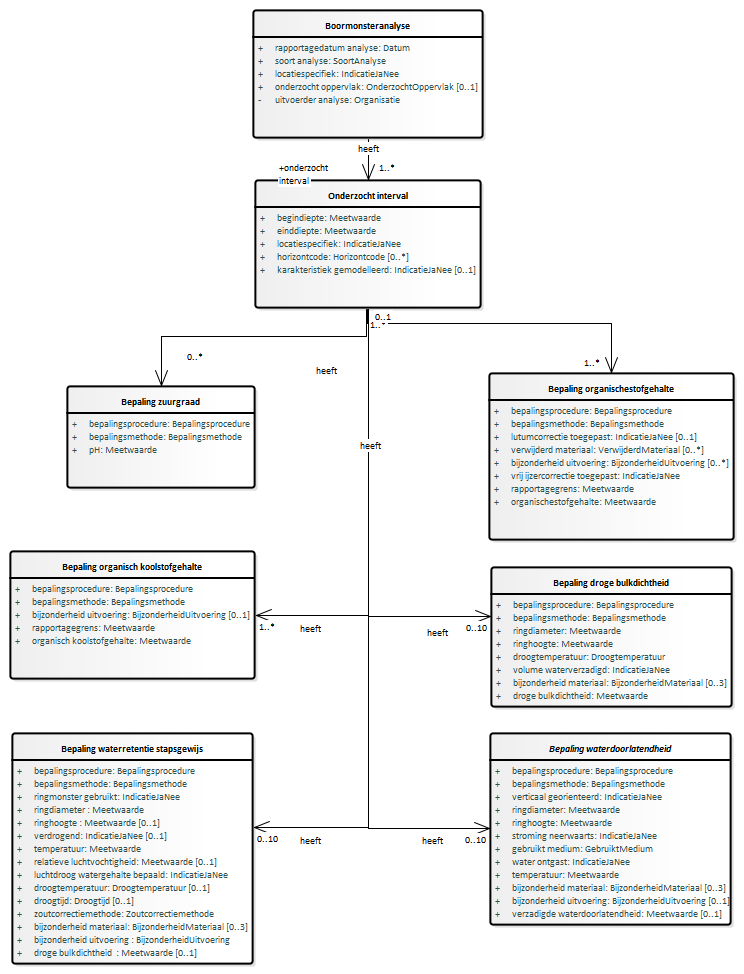 Boormonsteranalyse
+ rapportagedatum analyse: Datum
+ soort analyse: SoortAnalyse
+ locatiespecifiek: IndicatieJaNee
+ onderzocht oppervlak: OnderzochtOppervlak [0..1]
- uitvoerder analyse: Organisatie
heeft
+onderzocht
interval
1..*
Onderzocht interval
+ begindiepte: Meetwaarde
+ einddiepte: Meetwaarde
+ locatiespecifiek: IndicatieJaNee
+ horizontcode: Horizontcode [0..*]
+ karakteristiek gemodelleerd: IndicatieJaNee [0..1]
0..1
1..*
0..*
1..*
heeft
Bepaling zuurgraad
+ bepalingsprocedure: Bepalingsprocedure
+ bepalingsmethode: Bepalingsmethode
+ pH: Meetwaarde
Bepaling organischestofgehalte
+ bepalingsprocedure: Bepalingsprocedure
+ bepalingsmethode: Bepalingsmethode
+ lutumcorrectie toegepast: IndicatieJaNee [0..1]
+ verwijderd materiaal: VerwijderdMateriaal [0..*]
+ bijzonderheid uitvoering: BijzonderheidUitvoering [0..*]
+ vrij ijzercorrectie toegepast: IndicatieJaNee
+ rapportagegrens: Meetwaarde
+ organischestofgehalte: Meetwaarde
heeft
Bepaling organisch koolstofgehalte
+ bepalingsprocedure: Bepalingsprocedure
+ bepalingsmethode: Bepalingsmethode
+ bijzonderheid uitvoering: BijzonderheidUitvoering [0..1]
+ rapportagegrens: Meetwaarde
+ organisch koolstofgehalte: Meetwaarde
1..*
heeft
heeft
0..10
Bepaling droge bulkdichtheid
+ bepalingsprocedure: Bepalingsprocedure
+ bepalingsmethode: Bepalingsmethode
+ ringdiameter: Meetwaarde
+ ringhoogte: Meetwaarde
+ droogtemperatuur: Droogtemperatuur
+ volume waterverzadigd: IndicatieJaNee
+ bijzonderheid materiaal: BijzonderheidMateriaal [0..3]
+ droge bulkdichtheid: Meetwaarde
Bepaling waterretentie stapsgewijs
+ bepalingsprocedure: Bepalingsprocedure
+ bepalingsmethode: Bepalingsmethode
+ ringmonster gebruikt: IndicatieJaNee
+ ringdiameter : Meetwaarde
+ ringhoogte : Meetwaarde [0..1]
+ verdrogend: IndicatieJaNee [0..1]
+ temperatuur: Meetwaarde
+ relatieve luchtvochtigheid: Meetwaarde [0..1]
+ luchtdroog watergehalte bepaald: IndicatieJaNee
+ droogtemperatuur: Droogtemperatuur [0..1]
+ droogtijd: Droogtijd [0..1]
+ zoutcorrectiemethode: Zoutcorrectiemethode
+ bijzonderheid materiaal: BijzonderheidMateriaal [0..3]
+ bijzonderheid uitvoering : BijzonderheidUitvoering
+ droge bulkdichtheid : Meetwaarde [0..1]
0..10
heeft
heeft
0..10
Bepaling waterdoorlatendheid
+ bepalingsprocedure: Bepalingsprocedure
+ bepalingsmethode: Bepalingsmethode
+ verticaal georienteerd: IndicatieJaNee
+ ringdiameter: Meetwaarde
+ ringhoogte: Meetwaarde
+ stroming neerwaarts: IndicatieJaNee
+ gebruikt medium: GebruiktMedium
+ water ontgast: IndicatieJaNee
+ temperatuur: Meetwaarde
+ bijzonderheid materiaal: BijzonderheidMateriaal [0..3]
+ bijzonderheid uitvoering: BijzonderheidUitvoering [0..1]
+ verzadigde waterdoorlatendheid: Meetwaarde [0..1]